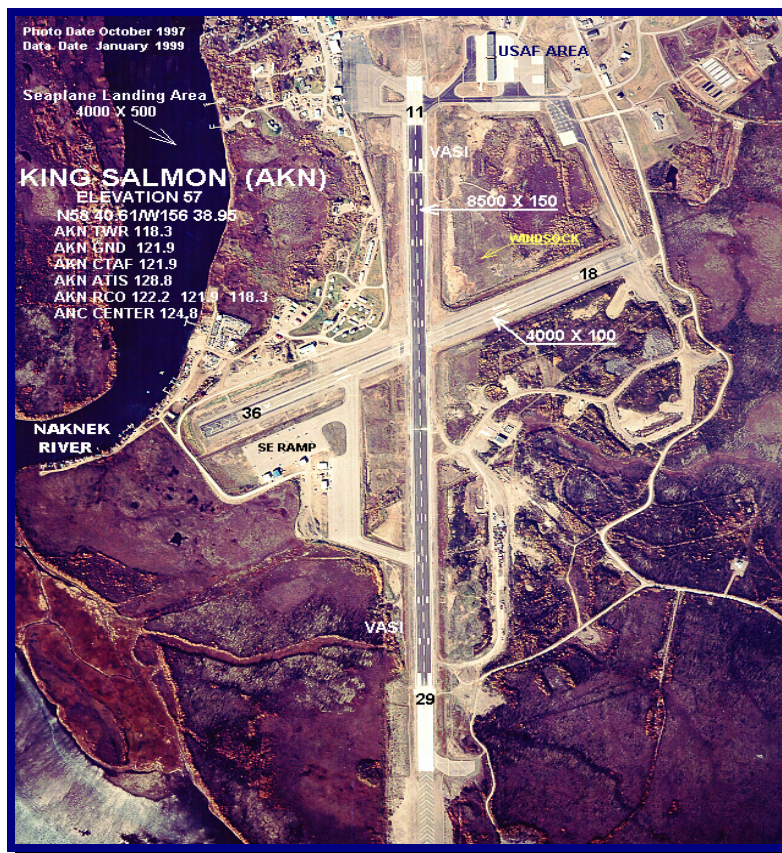 Photo Date October 1997
Data Date January 1999
USAF AREA
Seaplane Landing Area
4000 X 500
11
VASI
KING SALMON (AKN)
ELEVATION 57
N58 40.61/W156 38.95
AKN TWR 118.3
AKN GND 121.9
AKN CTAF 121.9
AKN ATIS 128.8
AKN RCO 122.2 121.9 118.3
ANC CENTER 124.8
8500 X 150
WINDSOCK
18
4000 X 100
36
NAKNEK
RIVER
SE RAMP
VASI
29